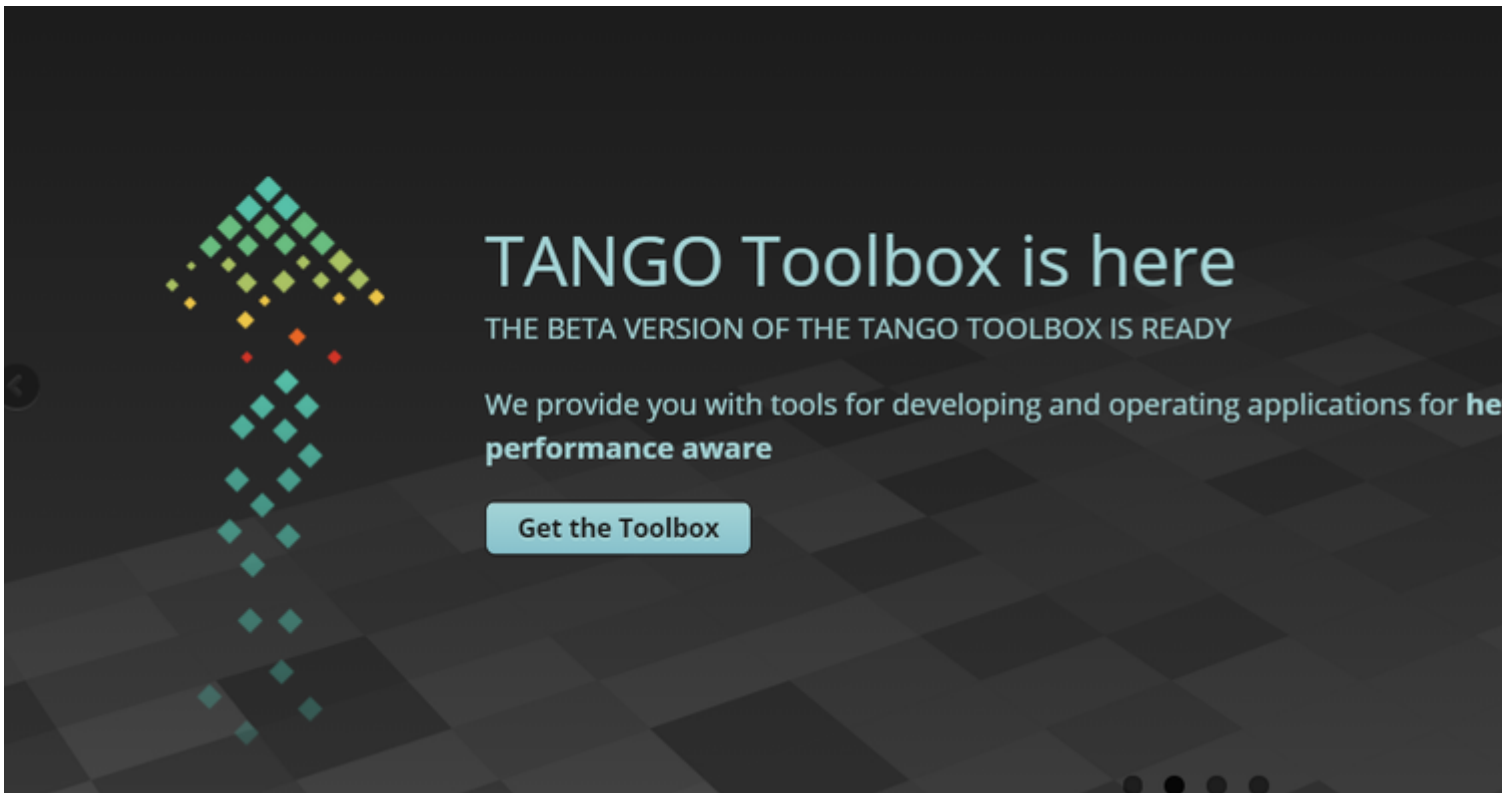 TANGO Toolbox is here
THE BETA VERSION OF THE TANGO TOOLBOX IS READY
We provide you with tools for developing and operating applications for he
performance aware
Get the Toolbox